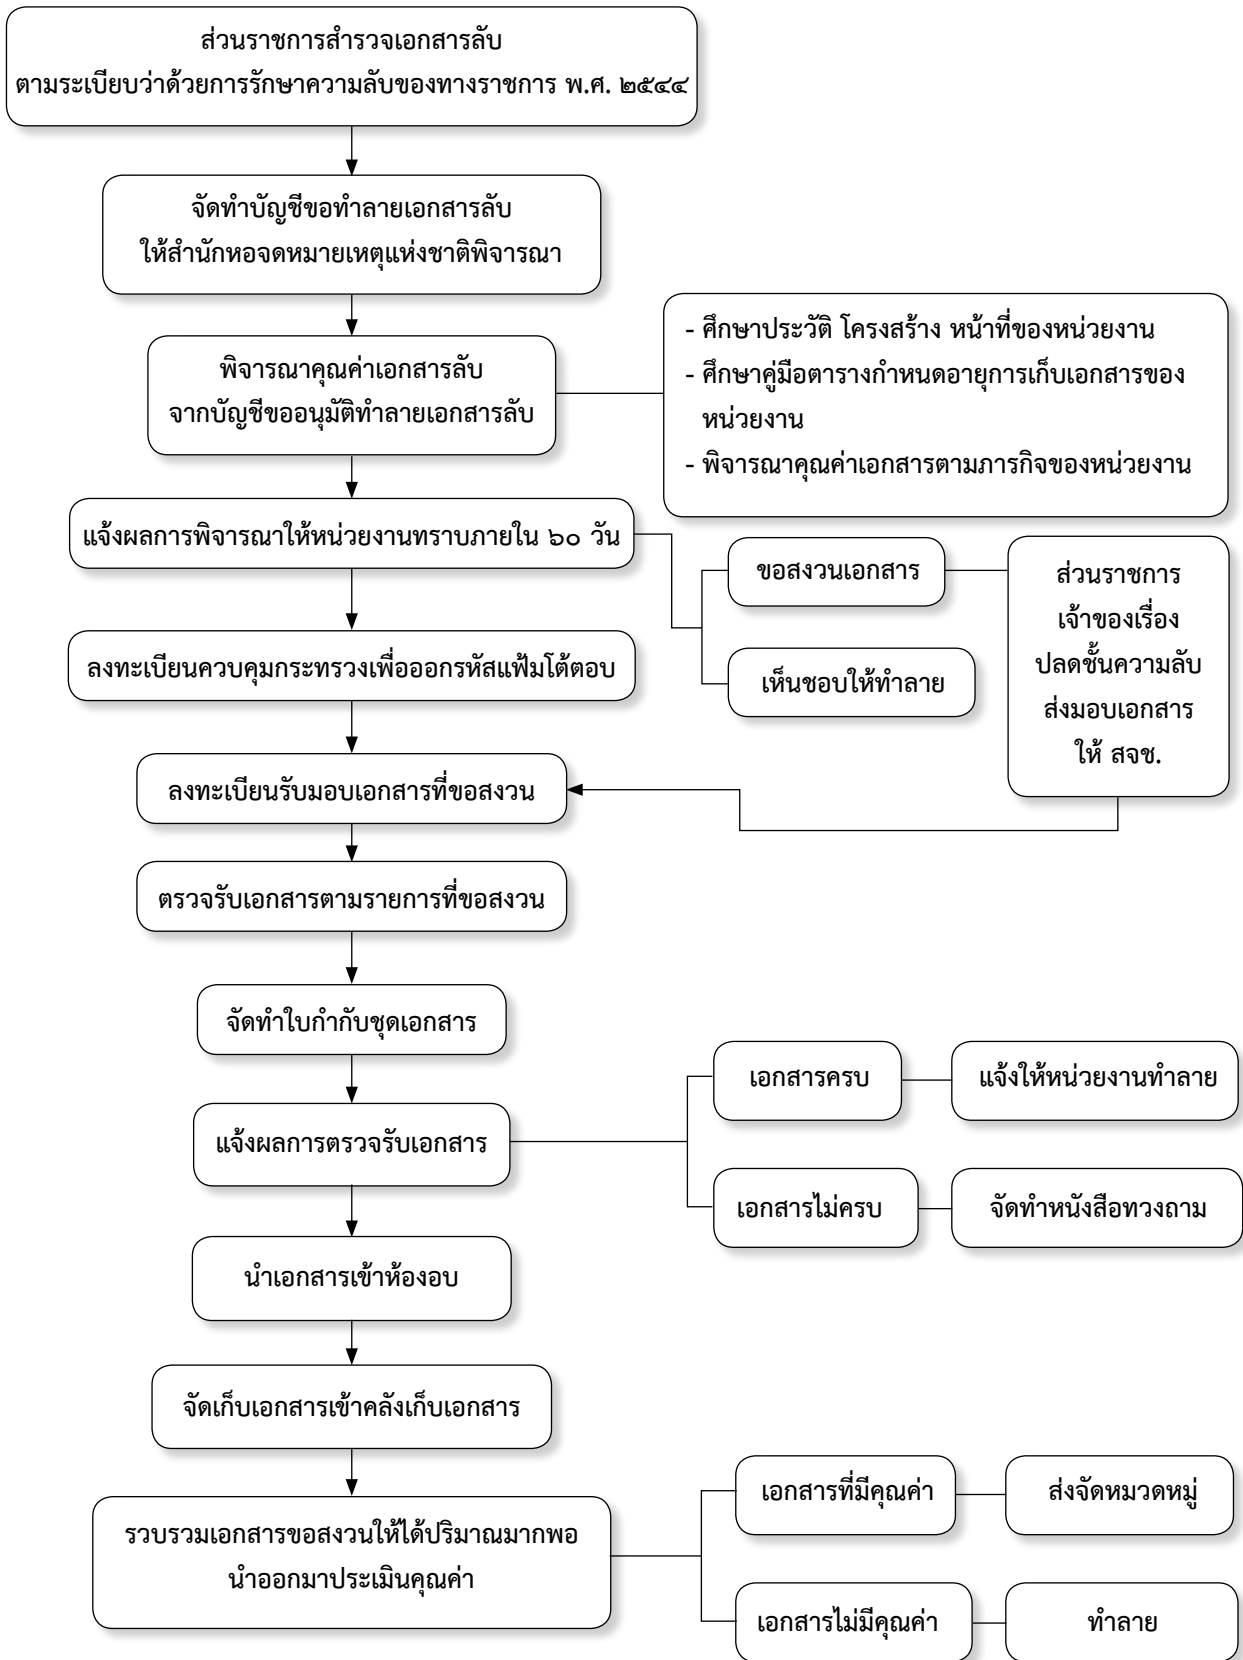 ส่วนราชการสำรวจเอกสารลับ
ตามระเบียบว่าด้วยการรักษาความลับของทางราชการ พ.ศ. ๒๕๔๔
จัดทำบัญชีขอทำลายเอกสารลับ
ให้สำนักหอจดหมายเหตุแห่งชาติพิจารณา
พิจารณาคุณค่าเอกสารลับ
จากบัญชีขออนุมัติทำลายเอกสารลับ
- ศึกษาประวัติ โครงสร้าง หน้าที่ของหน่วยงาน
- ศึกษาคู่มือตารางกำหนดอายุการเก็บเอกสารของ
หน่วยงาน
- พิจารณาคุณค่าเอกสารตามภารกิจของหน่วยงาน
แจ้งผลการพิจารณาให้หน่วยงานทราบภายใน ๖๐ วัน
ขอสงวนเอกสาร
เห็นชอบให้ทำลาย
ส่วนราชการ
เจ้าของเรื่อง
ปลดชั้นความลับ
ส่งมอบเอกสาร
ให้ สจช.
ลงทะเบียนควบคุมกระทรวงเพื่อออกรหัสแฟ้มโต้ตอบ
ลงทะเบียนรับมอบเอกสารที่ขอสงวน
ตรวจรับเอกสารตามรายการที่ขอสงวน
จัดทำใบกำกับชุดเอกสาร
แจ้งผลการตรวจรับเอกสาร
เอกสารครบ
แจ้งให้หน่วยงานทำลาย
เอกสารไม่ครบ
จัดทำหนังสือทวงถาม
นำเอกสารเข้าห้องอบ
จัดเก็บเอกสารเข้าคลังเก็บเอกสาร
รวบรวมเอกสารขอสงวนให้ได้ปริมาณมากพอ
นำออกมาประเมินคุณค่า
เอกสารที่มีคุณค่า
ส่งจัดหมวดหมู่
เอกสารไม่มีคุณค่า
ทำลาย